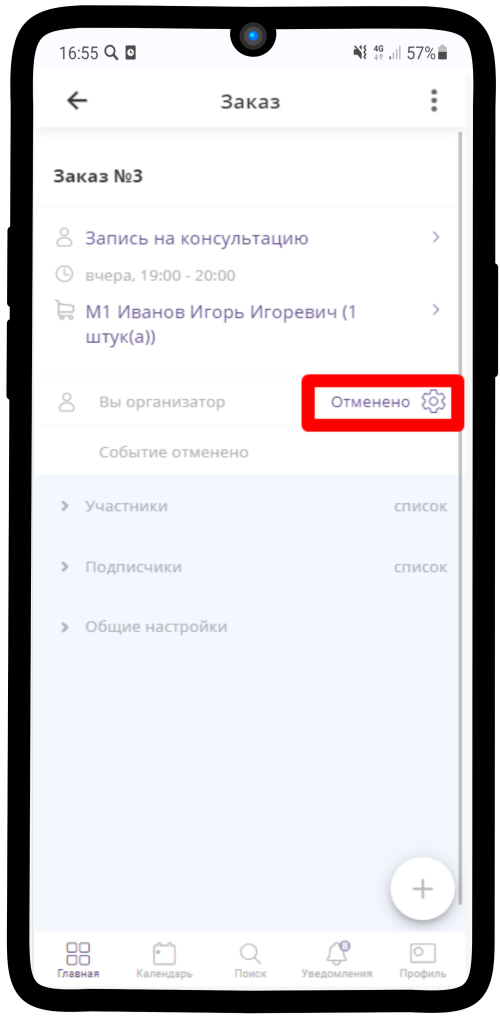 16:55 57%
4G
Заказ
Заказ №3
Запись на консультацию
вчера, 19:00 - 20:00
М1 Иванов Игорь Игоревич (1
штук(а))
Вы организатор Отменено
Событие отменено
Участники список
Подписчики список
Общие настройки
Главная Календарь Поиск Уведомления Профиль